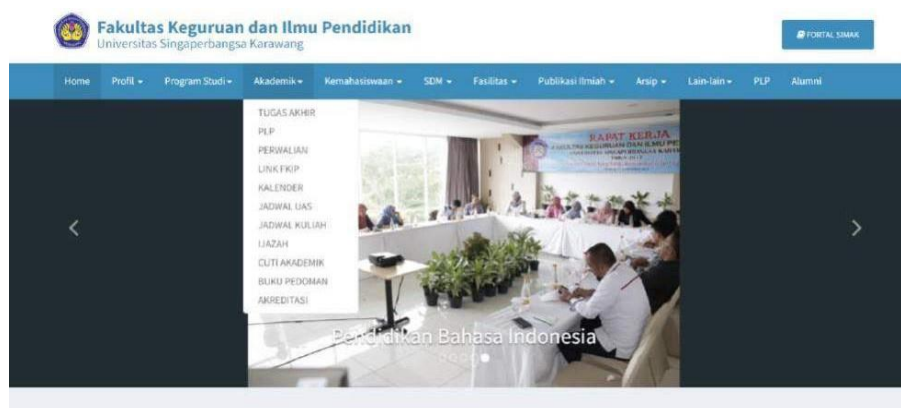 Fakultas Keguruan dan Ilmu Pendidikan
Universitas Singaperbangsa Karawang
PORTAL SIMAK
Home Profil Program Studi Akademik Kemahasiswaan SDM Fasilitas Publikasi Ilmiah Arsip Lain-lain PLP Alumni
TUGAS AKHIR
PLP
PERWALIAN
LINK FKIP
KALENDER
JADWAL UAS
JADWAL KULIAH
IJAZAH
CUTI AKADEMIK
BUKU PEDOMAN
AKREDITASI
RAPAT KERJA
FAKULTAS KEGURUAN DAN ILMU PE
Pendidikan Bahasa Indonesia